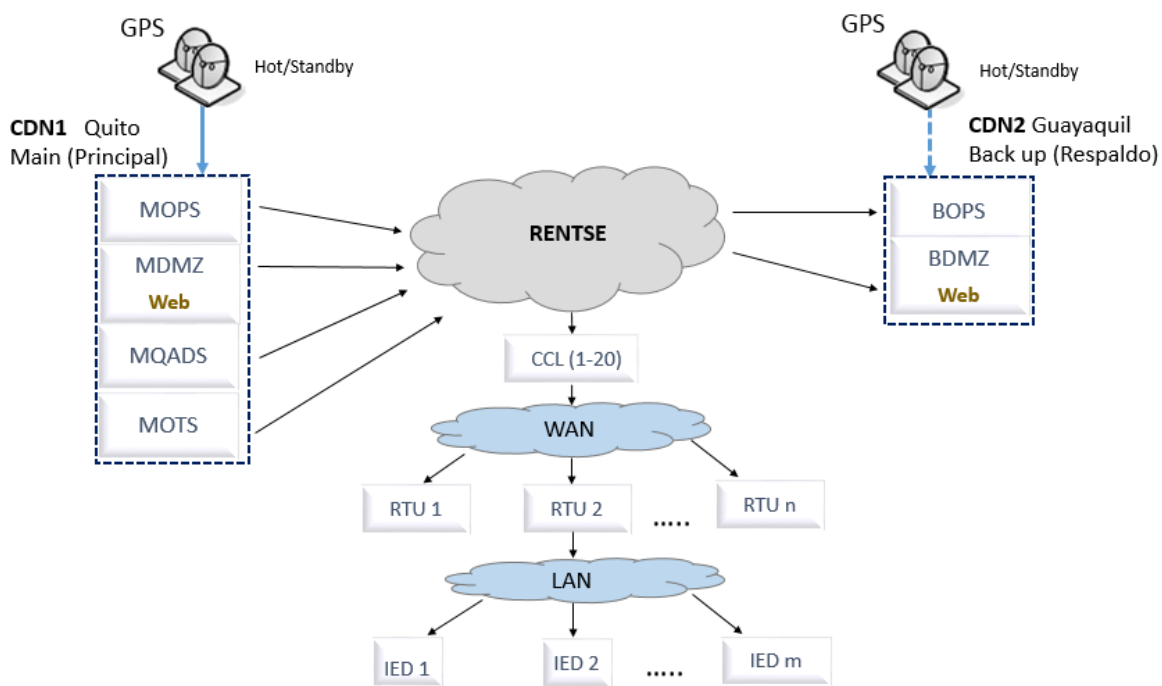 GPS
Hot/Standby
CDN1 Quito
Main (Principal)
MOPS
MDMZ
Web
MQADS
MOTS
RENTSE
GPS
Hot/Standby
CDN2 Guayaquil
Back up (Respaldo)
BOPS
BDMZ
Web
CCL (1-20)
WAN
RTU 1
RTU 2
.....
RTU n
LAN
IED 1
IED 2
.....
IED m